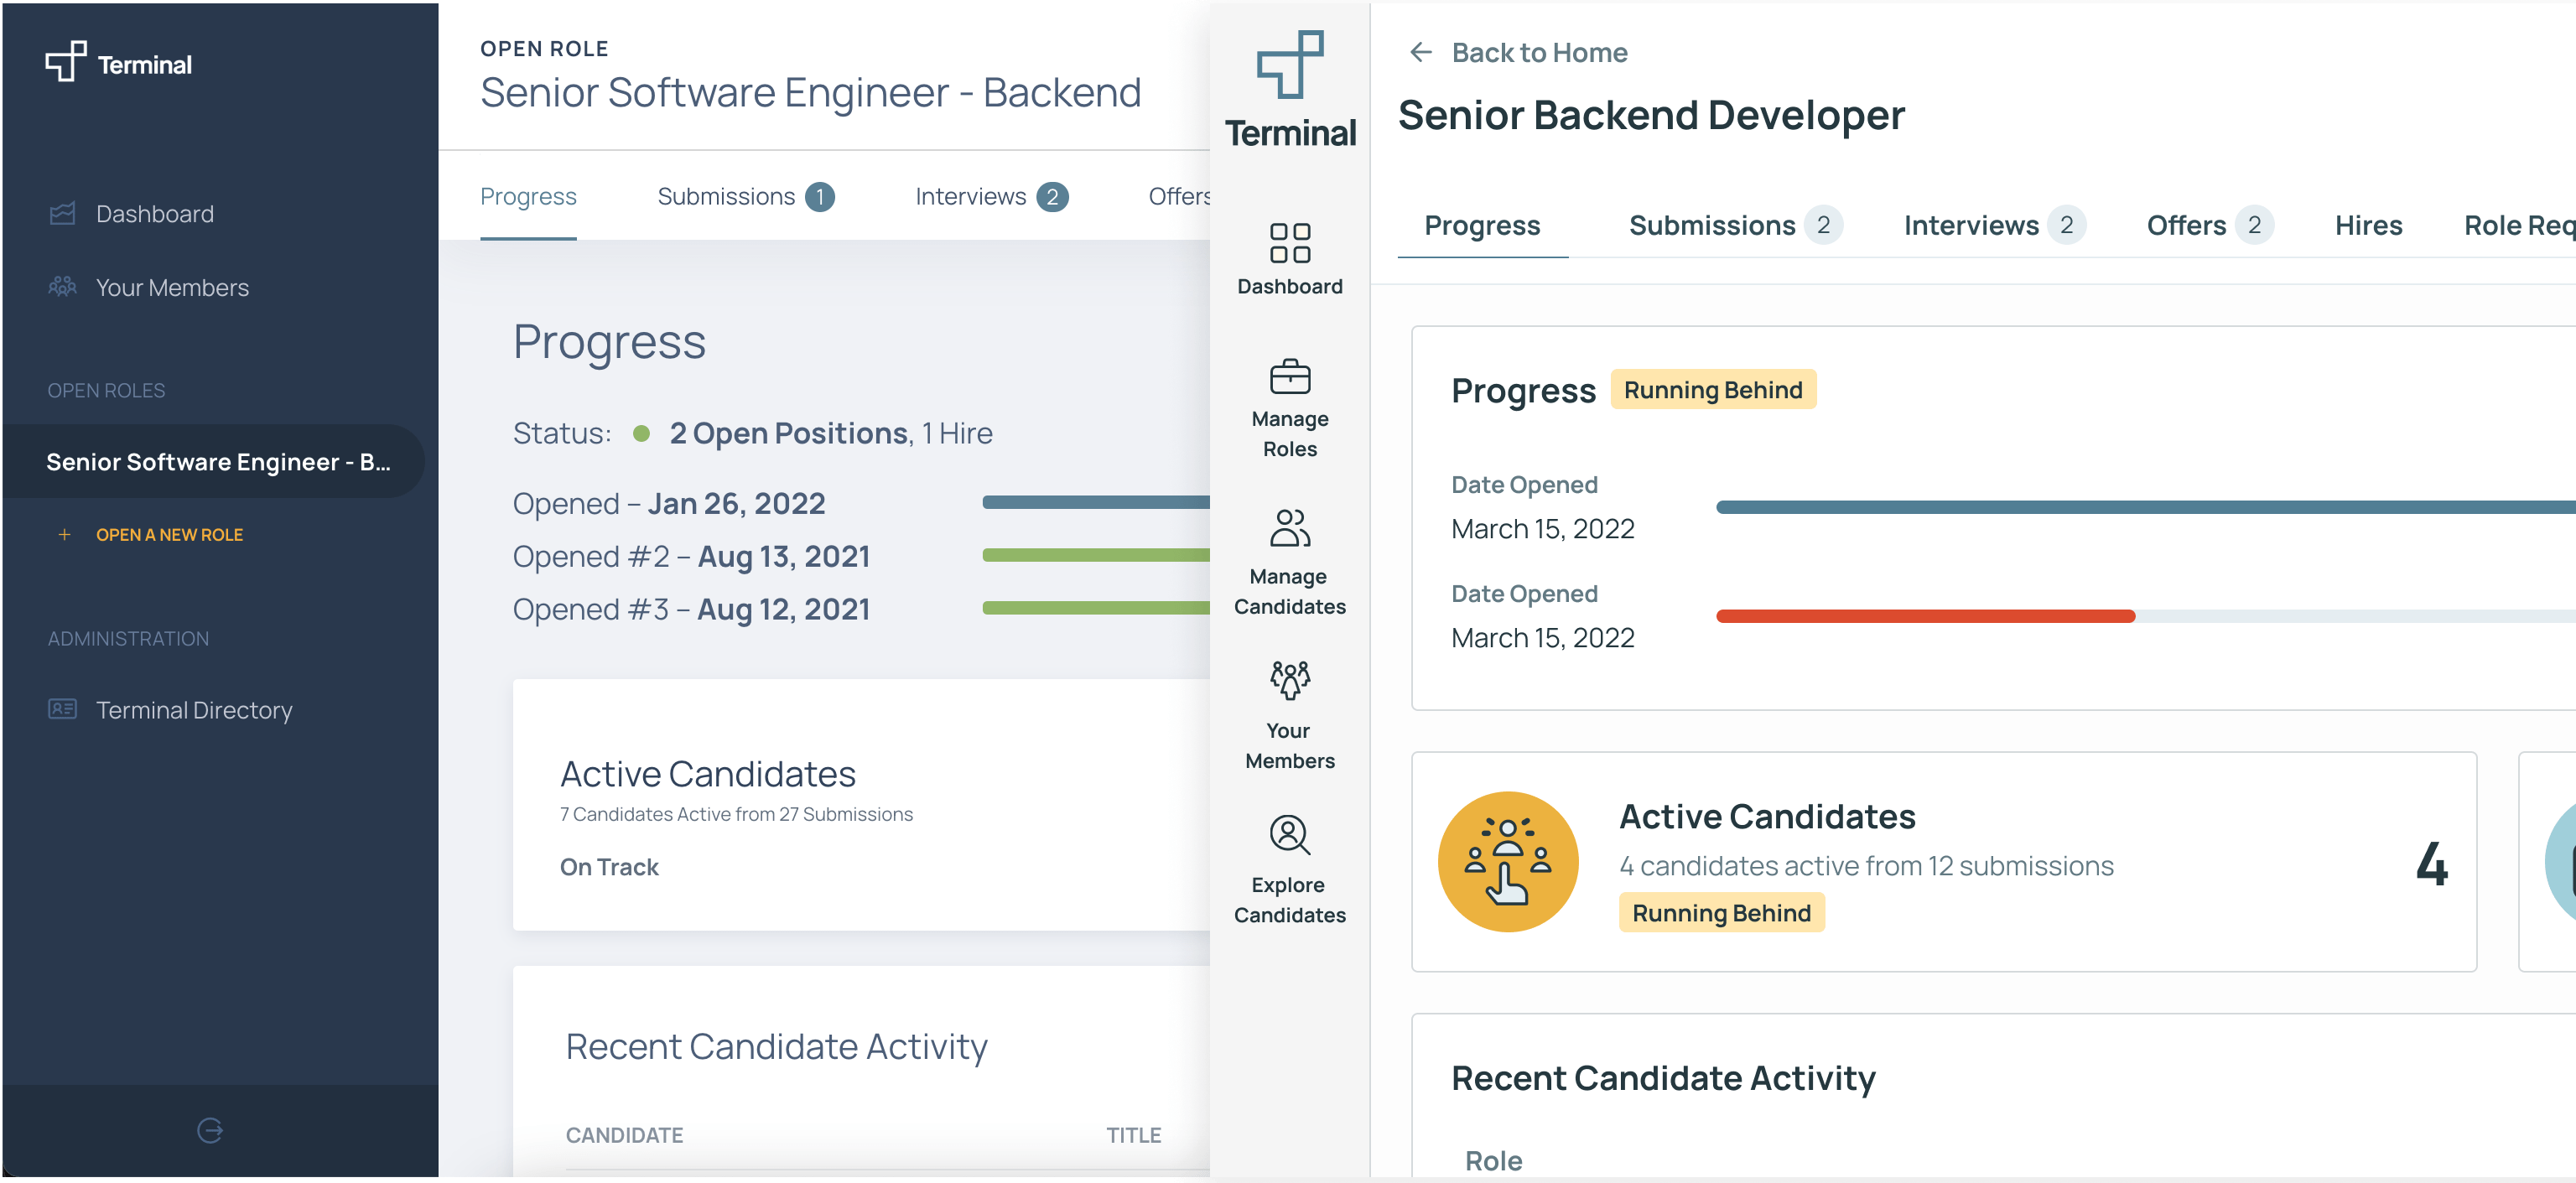 Terminal
Dashboard
Your Members
OPEN ROLES
Senior Software Engineer - B...
+ OPEN A NEW ROLE
ADMINISTRATION
Terminal Directory
OPEN ROLE
Senior Software Engineer - Backend
Progress Submissions 1 Interviews 2 Offers
Progress
Status: 2 Open Positions, 1 Hire
Opened – Jan 26, 2022
Opened #2 – Aug 13, 2021
Opened #3 – Aug 12, 2021
Active Candidates
7 Candidates Active from 27 Submissions
On Track
Recent Candidate Activity
CANDIDATE TITLE
Terminal
Dashboard
Manage
Roles
Manage
Candidates
Your
Members
Explore
Candidates
← Back to Home
Senior Backend Developer
Progress Submissions 2 Interviews 2 Offers 2 Hires Role Req
Progress Running Behind
Date Opened
March 15, 2022
Date Opened
March 15, 2022
Active Candidates
4 candidates active from 12 submissions
Running Behind
4
Recent Candidate Activity
Role